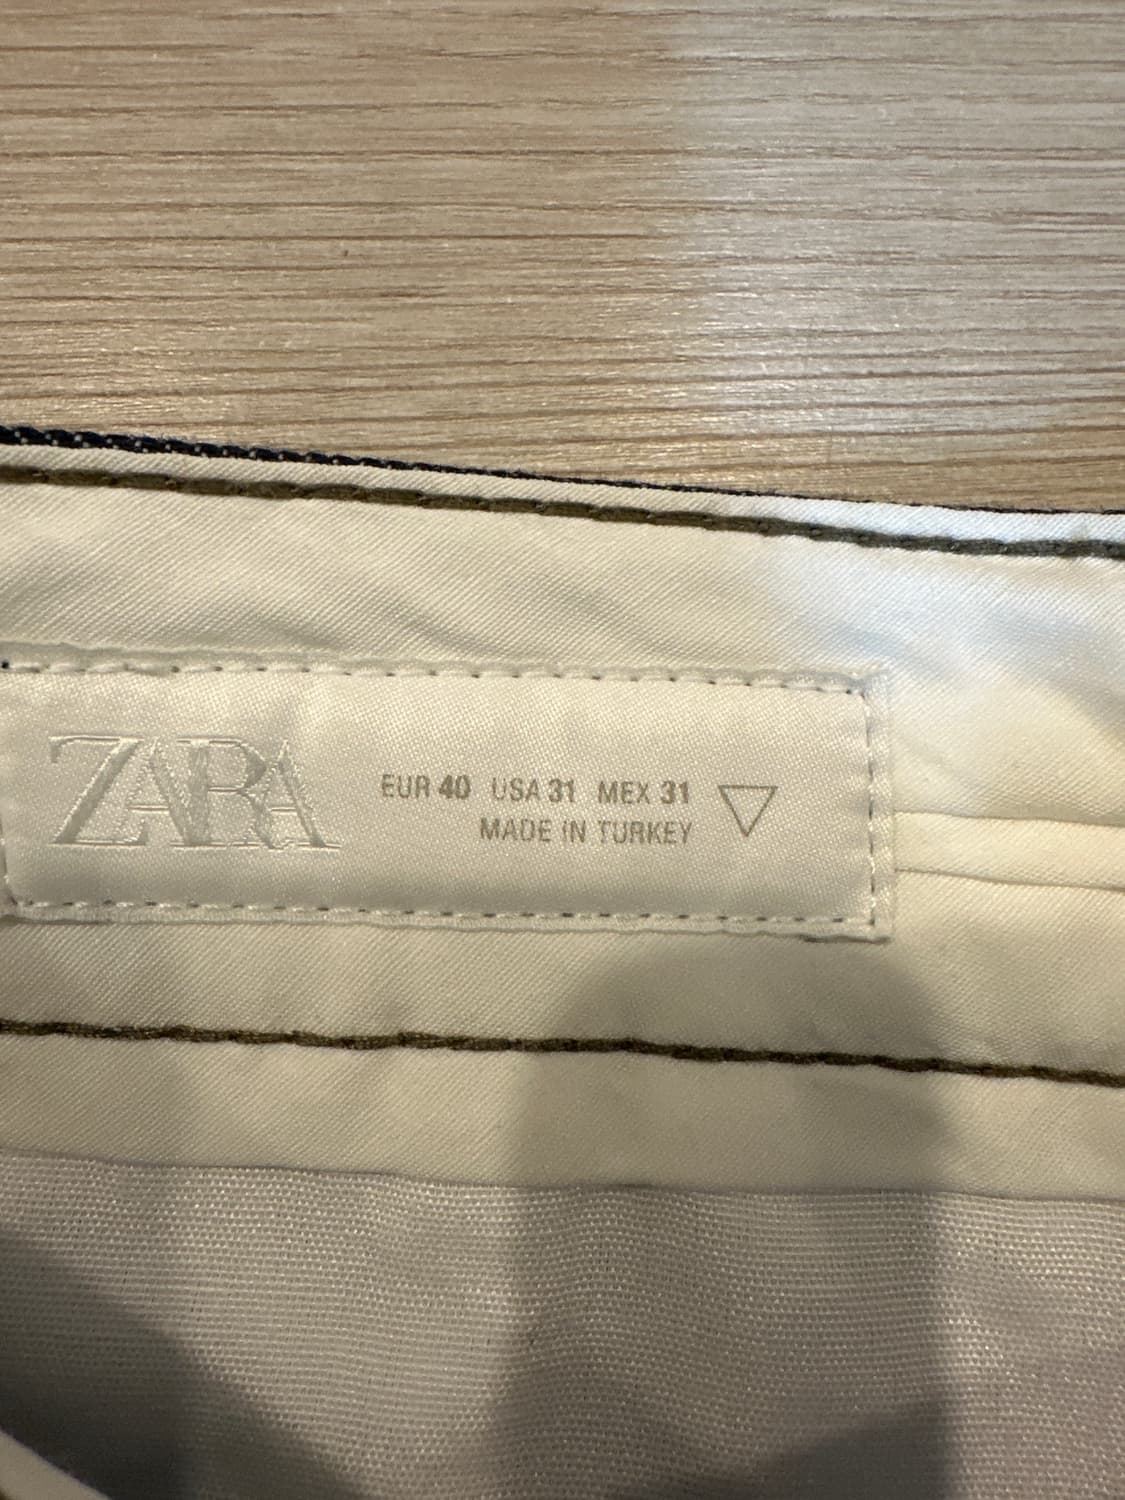 ZARA
EUR 40 USA 31 MEX 31
MADE IN TURKEY